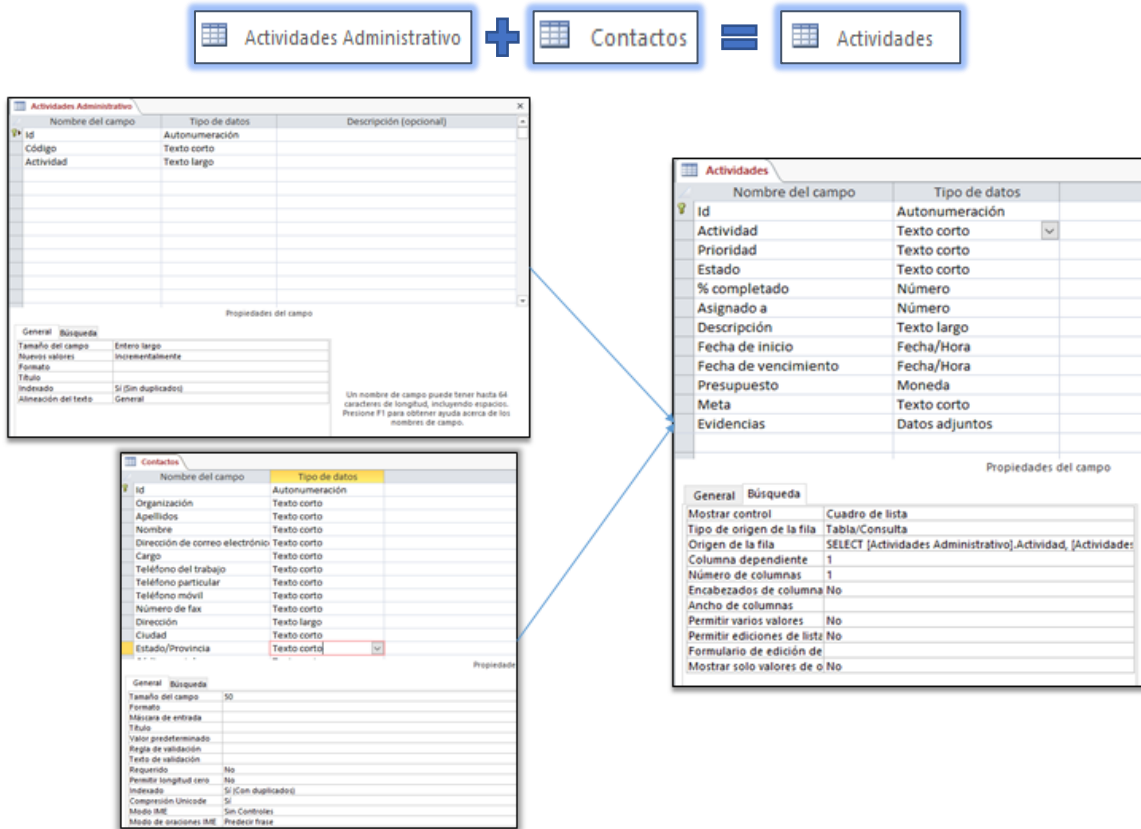 Actividades Administrativo
Contactos
Actividades
Actividades Administrativo
Nombre del campo Tipo de datos Descripción (opcional)
Id Autonumeración
Código Texto corto
Actividad Texto largo
Propiedades del campo
General Búsqueda
Tamaño del campo Entero largo
Nuevos valores Incrementalmente
Formato
Título
Indexado Sí (Sin duplicados)
Alineación del texto General
Un nombre de campo puede tener hasta 64
caracteres de longitud, incluyendo espacios.
Presione F1 para obtener ayuda acerca de los
nombres de campo.
Contactos
Nombre del campo Tipo de datos
Id Autonumeración
Organización Texto corto
Apellidos Texto corto
Nombre Texto corto
Dirección de correo electrónic Texto corto
Cargo Texto corto
Teléfono del trabajo Texto corto
Teléfono particular Texto corto
Teléfono móvil Texto corto
Número de fax Texto corto
Dirección Texto largo
Ciudad Texto corto
Estado/Provincia Texto corto
Propiedade
General Búsqueda
Tamaño del campo 50
Formato
Máscara de entrada
Título
Valor predeterminado
Regla de validación
Texto de validación
Requerido No
Permitir longitud cero No
Indexado Sí (Con duplicados)
Compresión Unicode Sí
Modo IME Sin Controles
Modo de oraciones IME Predecir frase
Actividades
Nombre del campo Tipo de datos
Id Autonumeración
Actividad Texto corto
Prioridad Texto corto
Estado Texto corto
% completado Número
Asignado a Número
Descripción Texto largo
Fecha de inicio Fecha/Hora
Fecha de vencimiento Fecha/Hora
Presupuesto Moneda
Meta Texto corto
Evidencias Datos adjuntos
Propiedades del campo
General Búsqueda
Mostrar control Cuadro de lista
Tipo de origen de la fila Tabla/Consulta
Origen de la fila SELECT [Actividades Administrativo].Actividad, [Actividades
Columna dependiente 1
Número de columnas 1
Encabezados de columna No
Ancho de columnas
Permitir varios valores No
Permitir ediciones de lista No
Formulario de edición de
Mostrar solo valores de o No